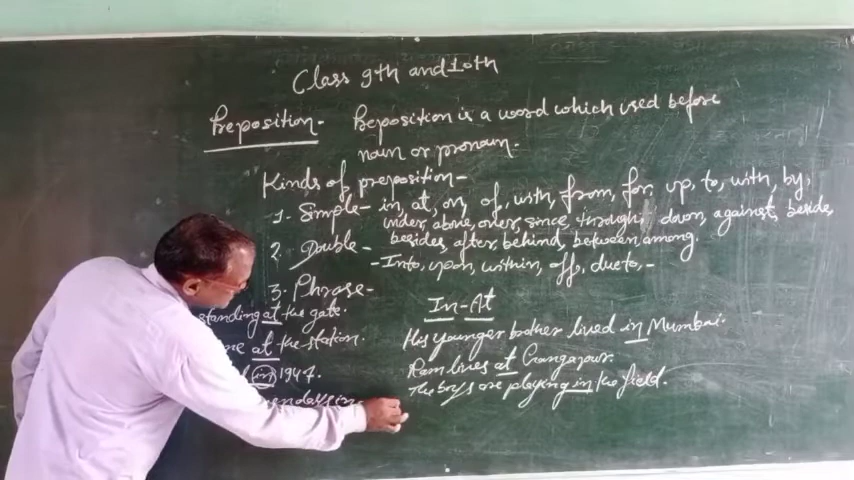 Class 9th and 10th
Preposition - Preposition is a word which used before
noun or pronoun.
Kinds of preposition -
1. Simple - in, at, on, of, with, from, for, up, to, with, by,
under, above, over, since, through, down, against, beside,
besides, after, behind, between, among.
2. Double - Into, upon, within, off, due to, -
3. Phrase -
In - At
standing at the gate.
at the station.
in 1947.
in
His younger brother lived in Mumbai.
Ram lives at
The boys are playing in the field.